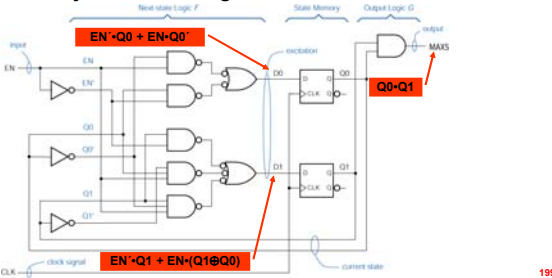 Next-state Logic F
State Memory
Output Logic G
EN´•Q0 + EN•Q0´
excitation
output
input
EN
EN
EN'
MAXS
Q0•Q1
D0
D Q
Q0
CLK Q
Q0
Q0'
D1
D Q
Q1
CLK Q
Q1
Q1'
EN´•Q1 + EN•(Q1⊕Q0)
CLK
clock signal
current state
199